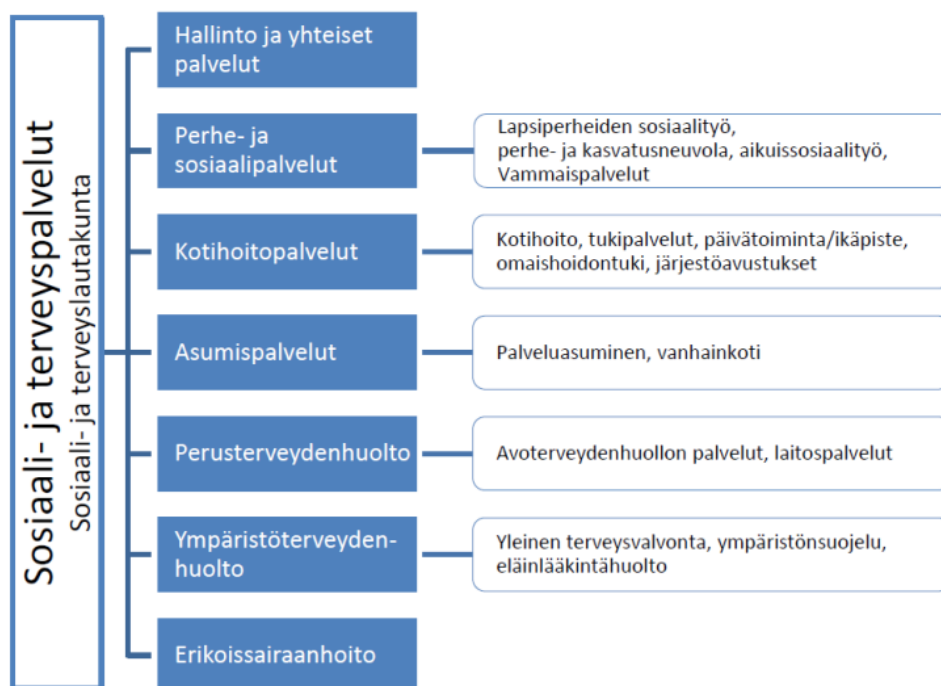 Sosiaali- ja terveyspalvelut
Sosiaali- ja terveyslautakunta
Hallinto ja yhteiset
palvelut
Perhe- ja
sosiaalipalvelut
Lapsiperheiden sosiaalityö,
perhe- ja kasvatusneuvola, aikuissosiaalityö,
Vammaispalvelut
Kotihoitopalvelut
Kotihoito, tukipalvelut, päivätoiminta/ikäpiste,
omaishoidontuki, järjestöavustukset
Asumispalvelut
Palveluasuminen, vanhainkoti
Perusterveydenhuolto
Avoterveydenhuollon palvelut, laitospalvelut
Ympäristöterveyden-
huolto
Yleinen terveysvalvonta, ympäristönsuojelu,
eläinlääkintähuolto
Erikoissairaanhoito